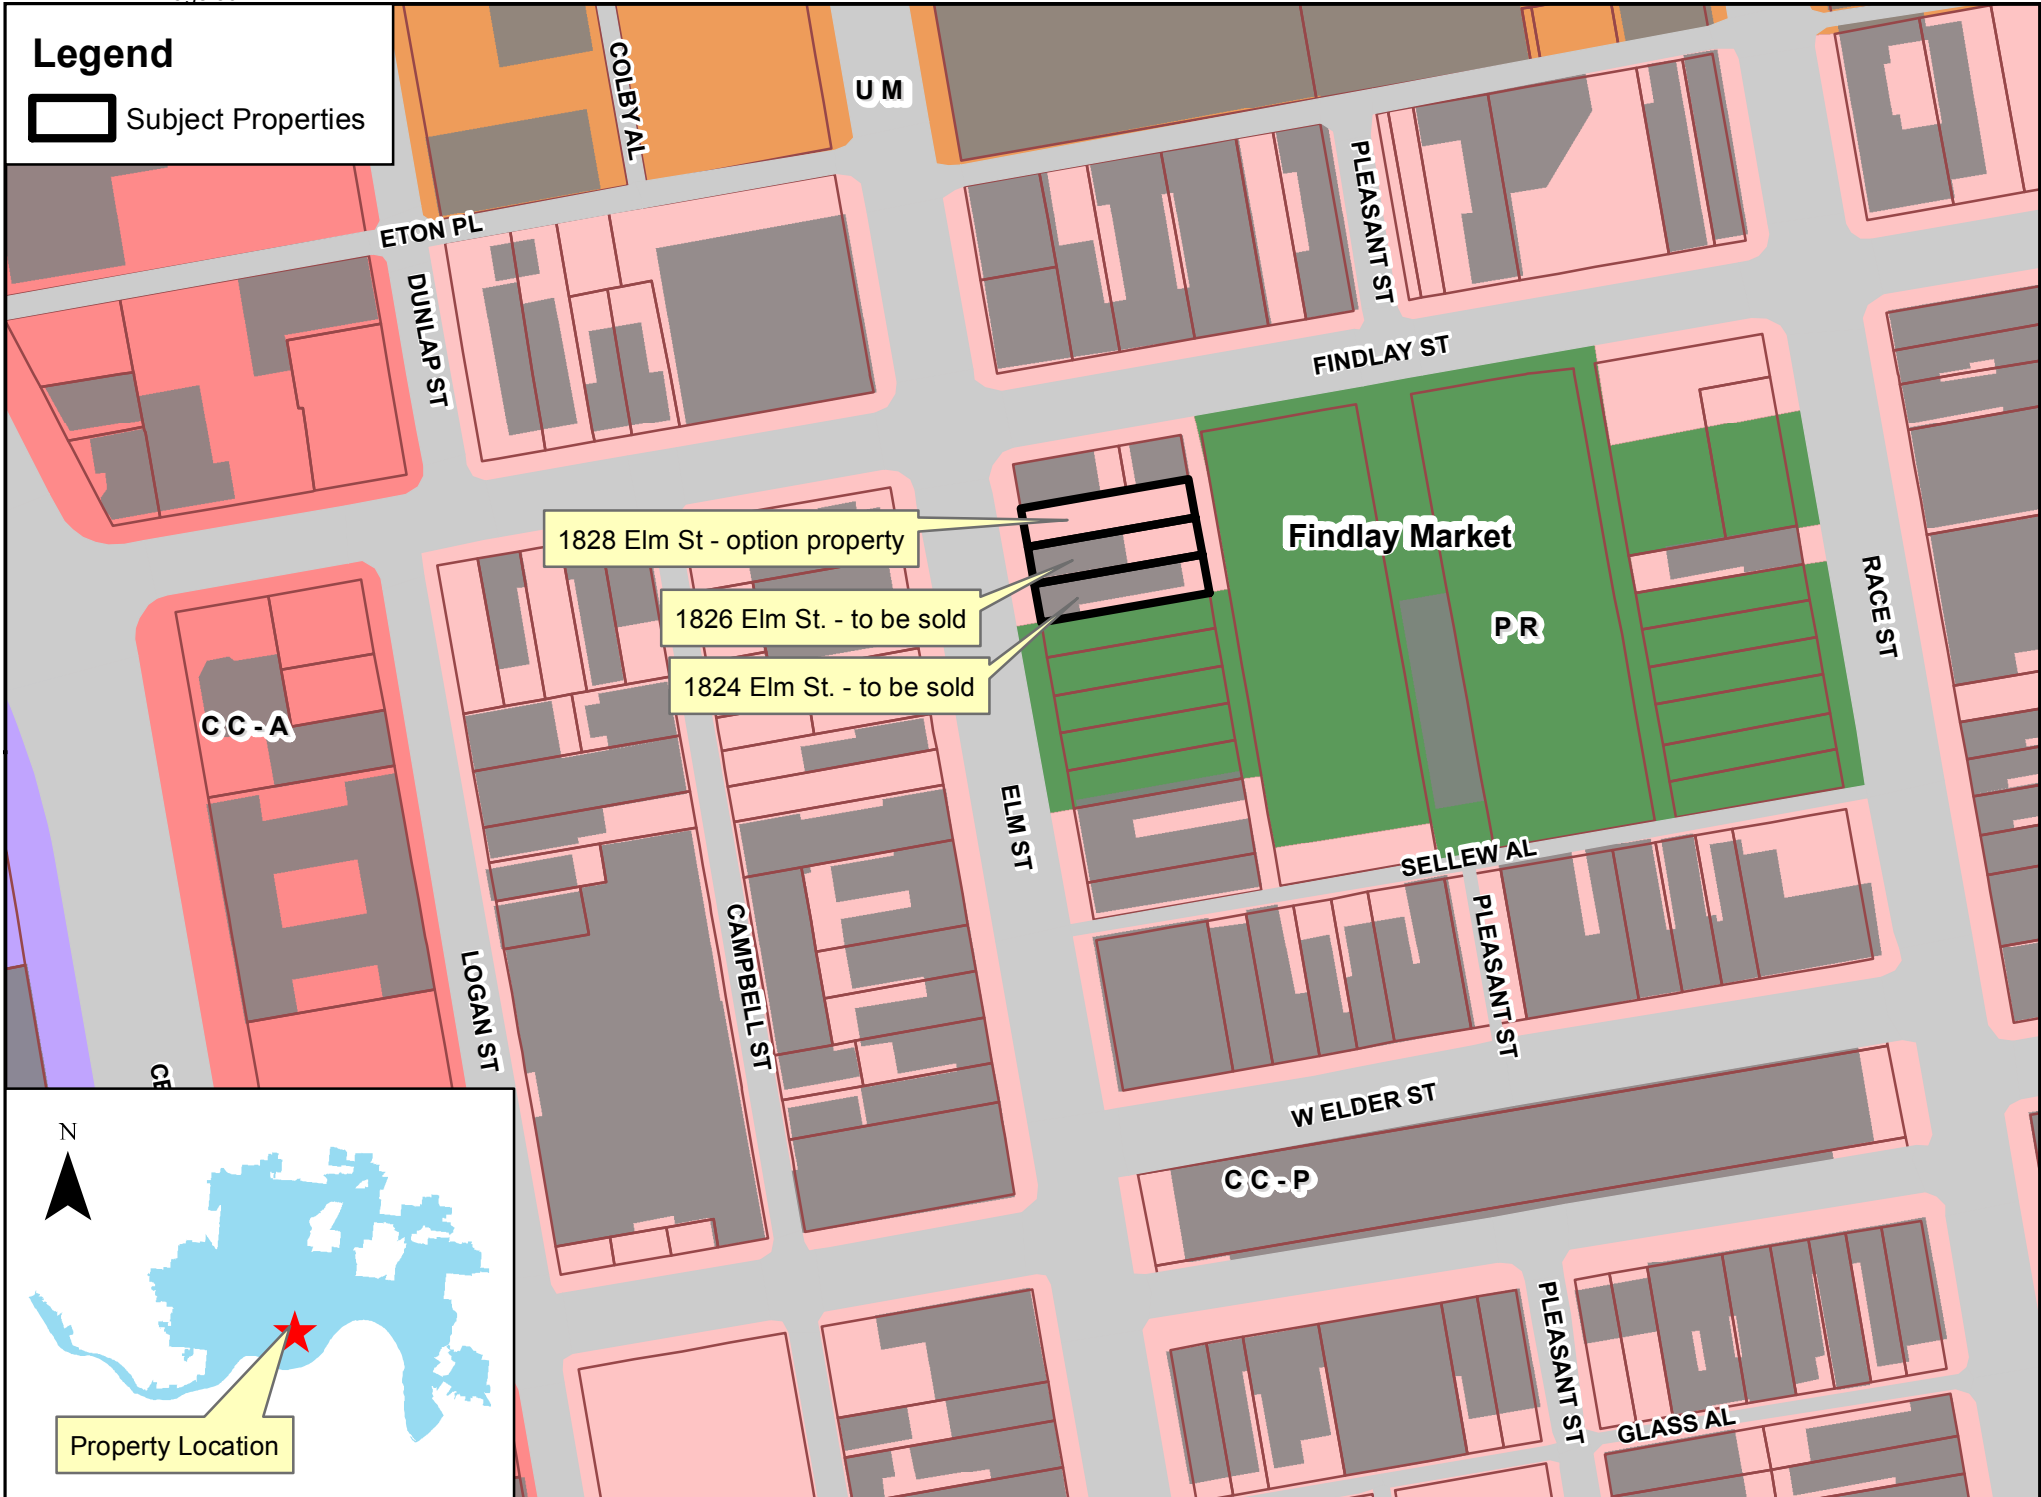 Legend
Subject Properties
COLBY AL
U M
ETON PL
PLEASANT ST
DUNLAP ST
FINDLAY ST
1828 Elm St - option property
Findlay Market
1826 Elm St. - to be sold
P R
RACE ST
1824 Elm St. - to be sold
C C - A
ELM ST
SELLEW AL
CAMPBELL ST
PLEASANT ST
LOGAN ST
CE
W ELDER ST
N
C C - P
PLEASANT ST
GLASS AL
Property Location